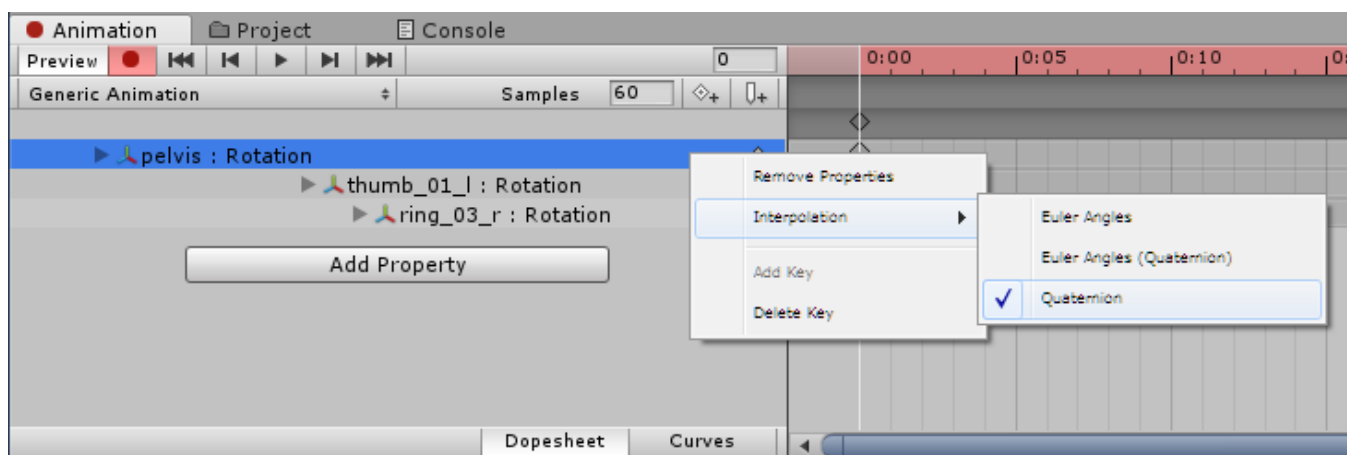 Animation Project Console
Preview 0 0:00 0:05 0:10 0:
Generic Animation Samples 60
pelvis : Rotation
Remove Properties
thumb_01_l : Rotation
ring_03_r : Rotation
Interpolation Euler Angles
Add Property
Euler Angles (Quaternion)
Add Key
Quaternion
Delete Key
Dopesheet Curves